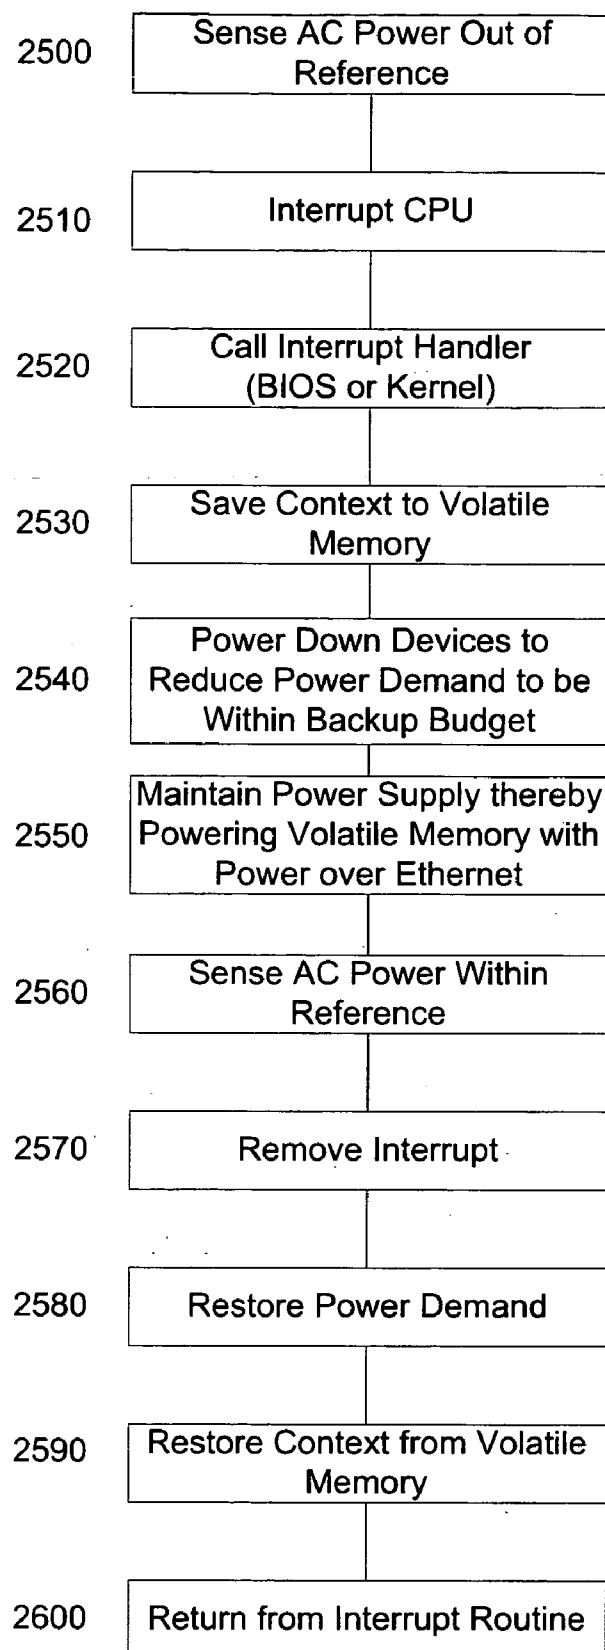 2500
Sense AC Power Out of
Reference
2510
Interrupt CPU
2520
Call Interrupt Handler
(BIOS or Kernel)
2530
Save Context to Volatile
Memory
2540
Power Down Devices to
Reduce Power Demand to be
Within Backup Budget
2550
Maintain Power Supply thereby
Powering Volatile Memory with
Power over Ethernet
2560
Sense AC Power Within
Reference
2570
Remove Interrupt
2580
Restore Power Demand
2590
Restore Context from Volatile
Memory
2600
Return from Interrupt Routine